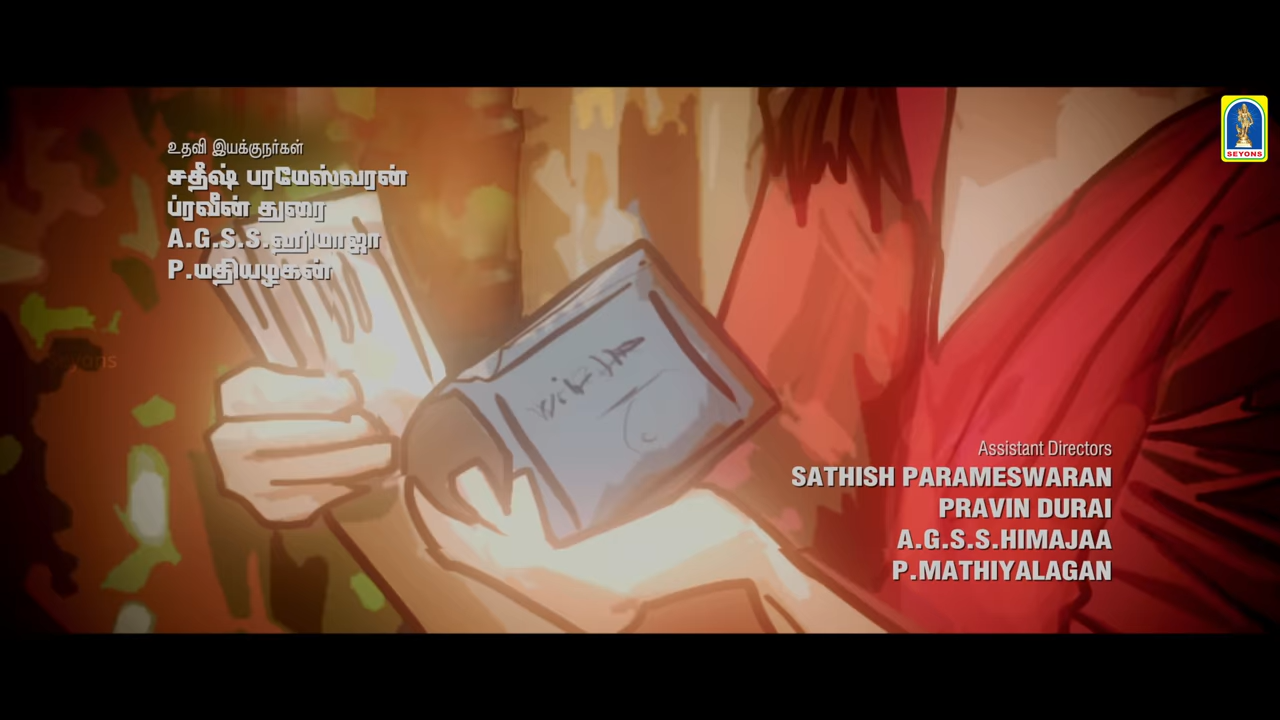 உதவி இயக்குநர்கள்
சதீஷ் பரமேஸ்வரன்
ப்ரவீன் துரை
A.G.S.S.ஹிமாஜா
P.மதியழகன்
SEYONS
Seyons
Assistant Directors
SATHISH PARAMESWARAN
PRAVIN DURAI
A.G.S.S.HIMAJAA
P.MATHIYALAGAN